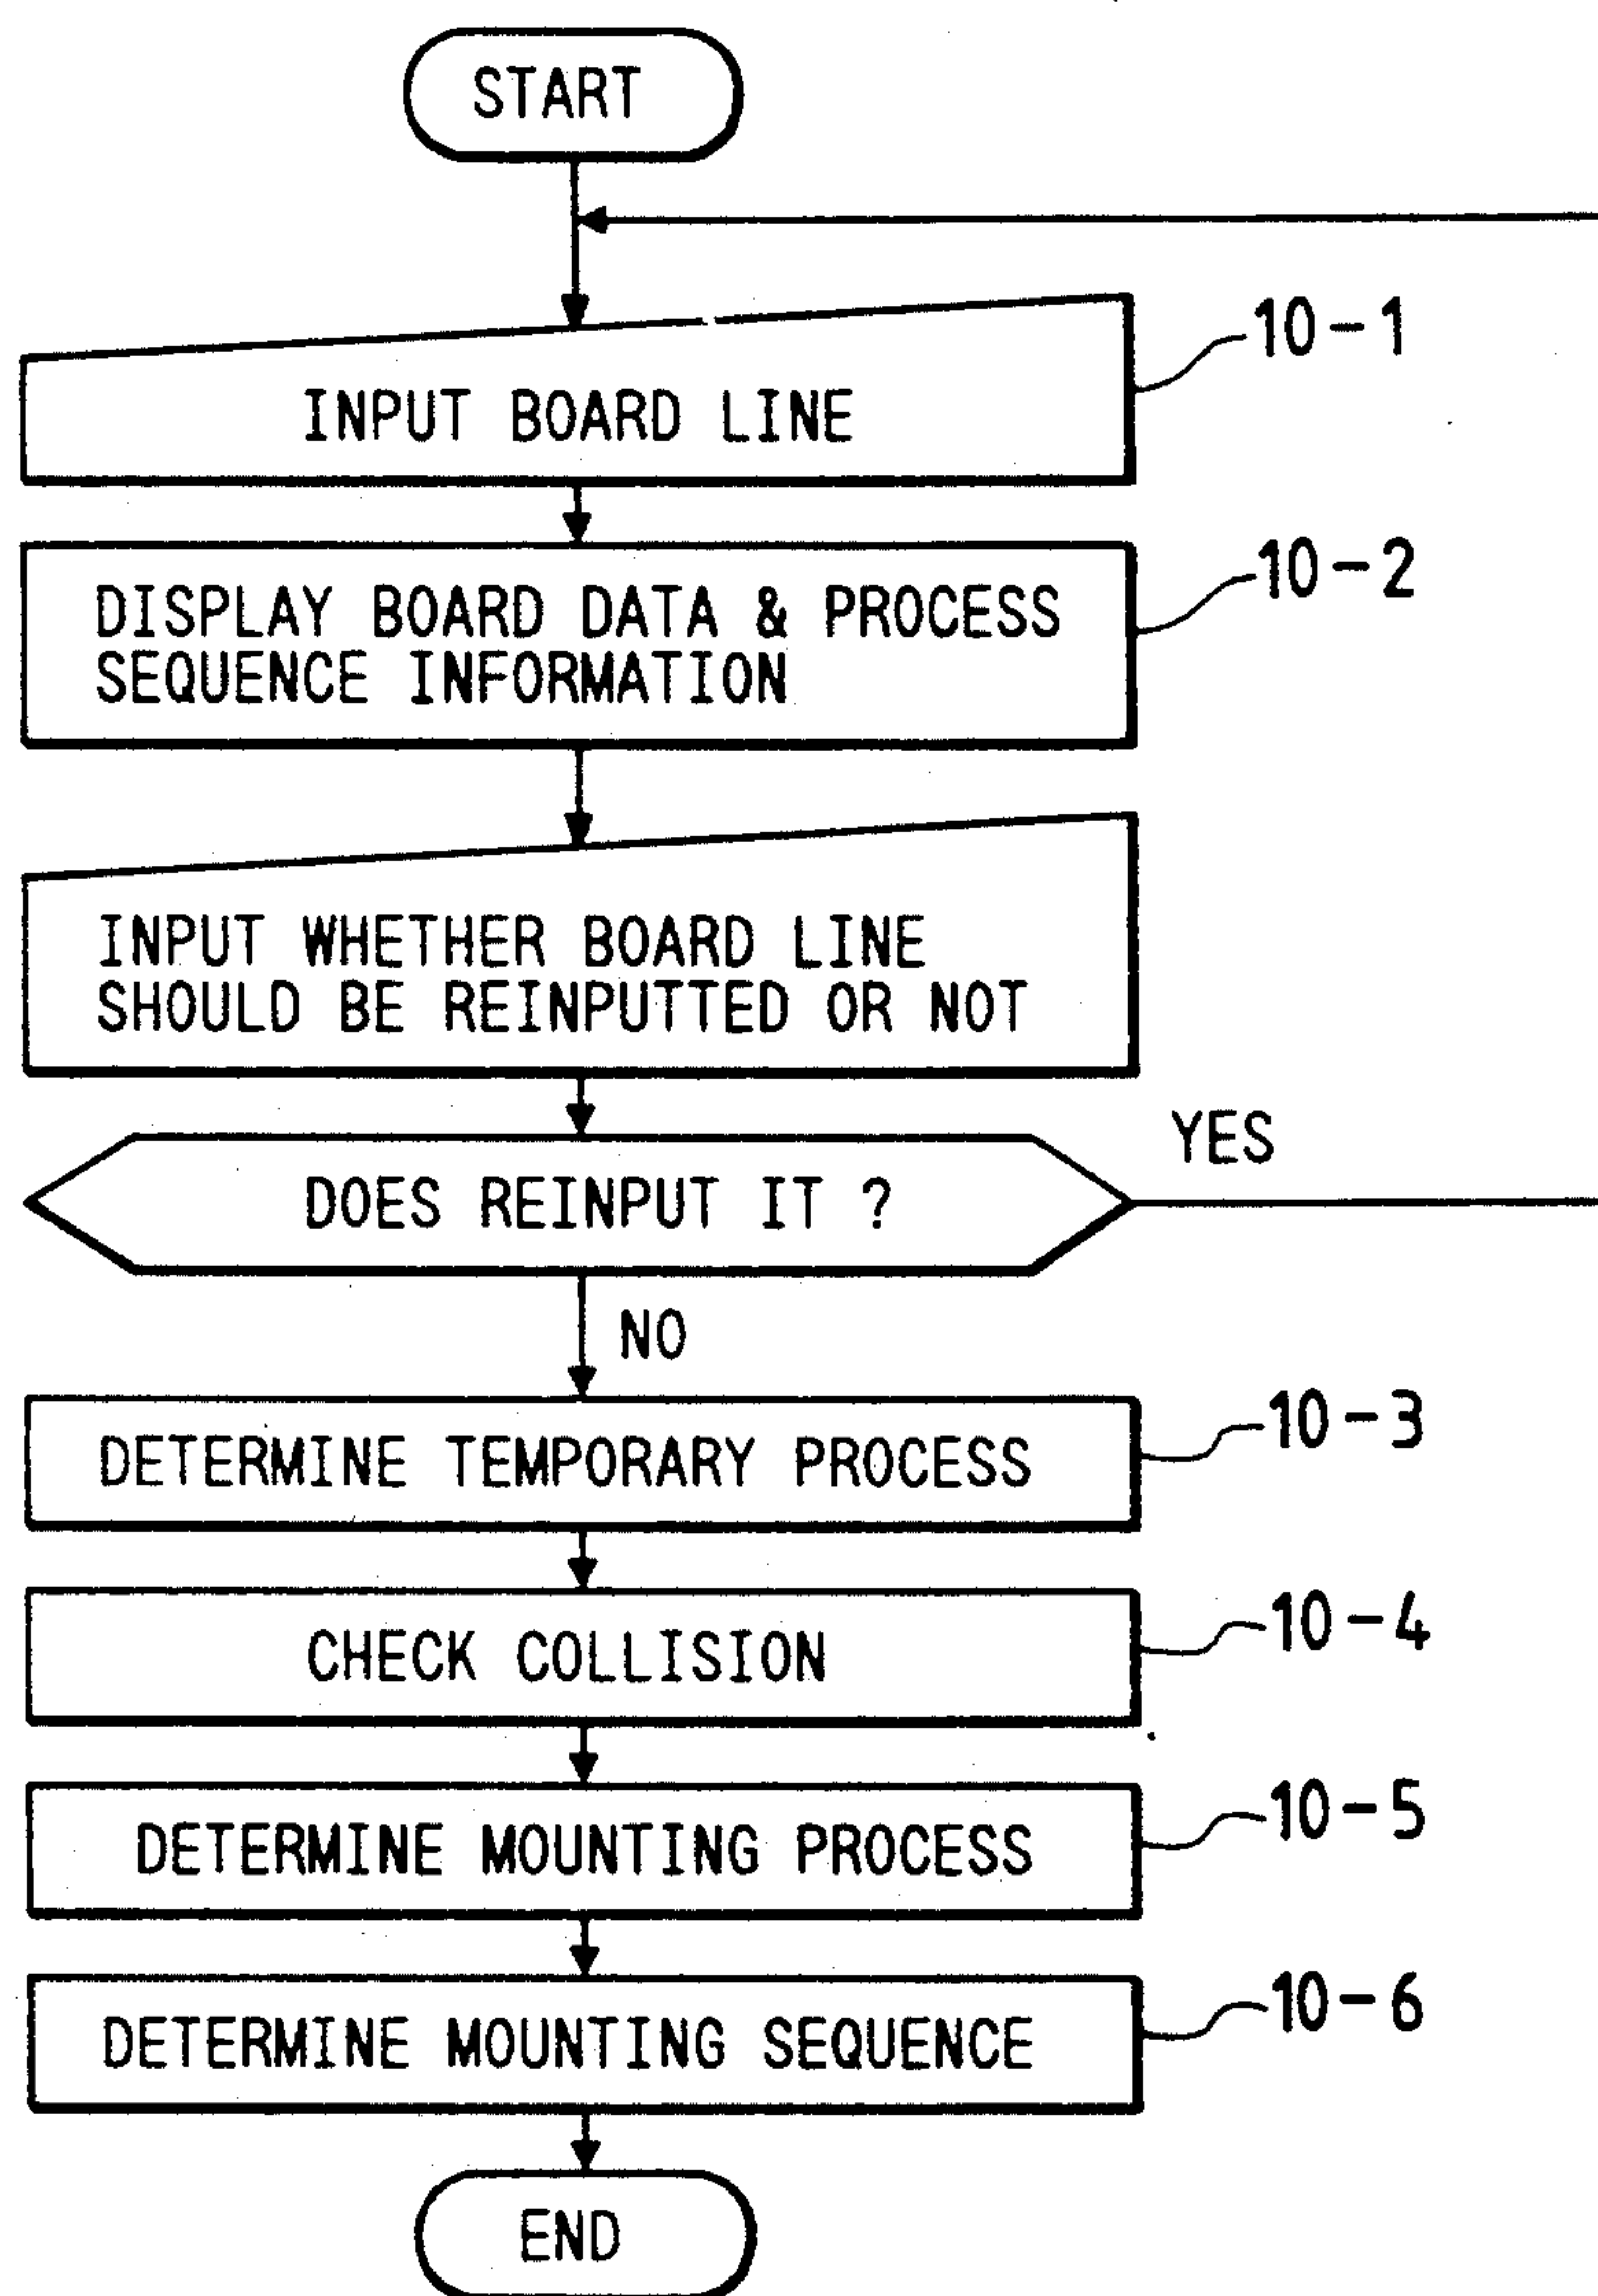 START
INPUT BOARD LINE
10-1
DISPLAY BOARD DATA & PROCESS
SEQUENCE INFORMATION
10-2
INPUT WHETHER BOARD LINE
SHOULD BE REINPUTTED OR NOT
DOES REINPUT IT ?
YES
NO
DETERMINE TEMPORARY PROCESS
10-3
CHECK COLLISION
10-4
DETERMINE MOUNTING PROCESS
10-5
DETERMINE MOUNTING SEQUENCE
10-6
END